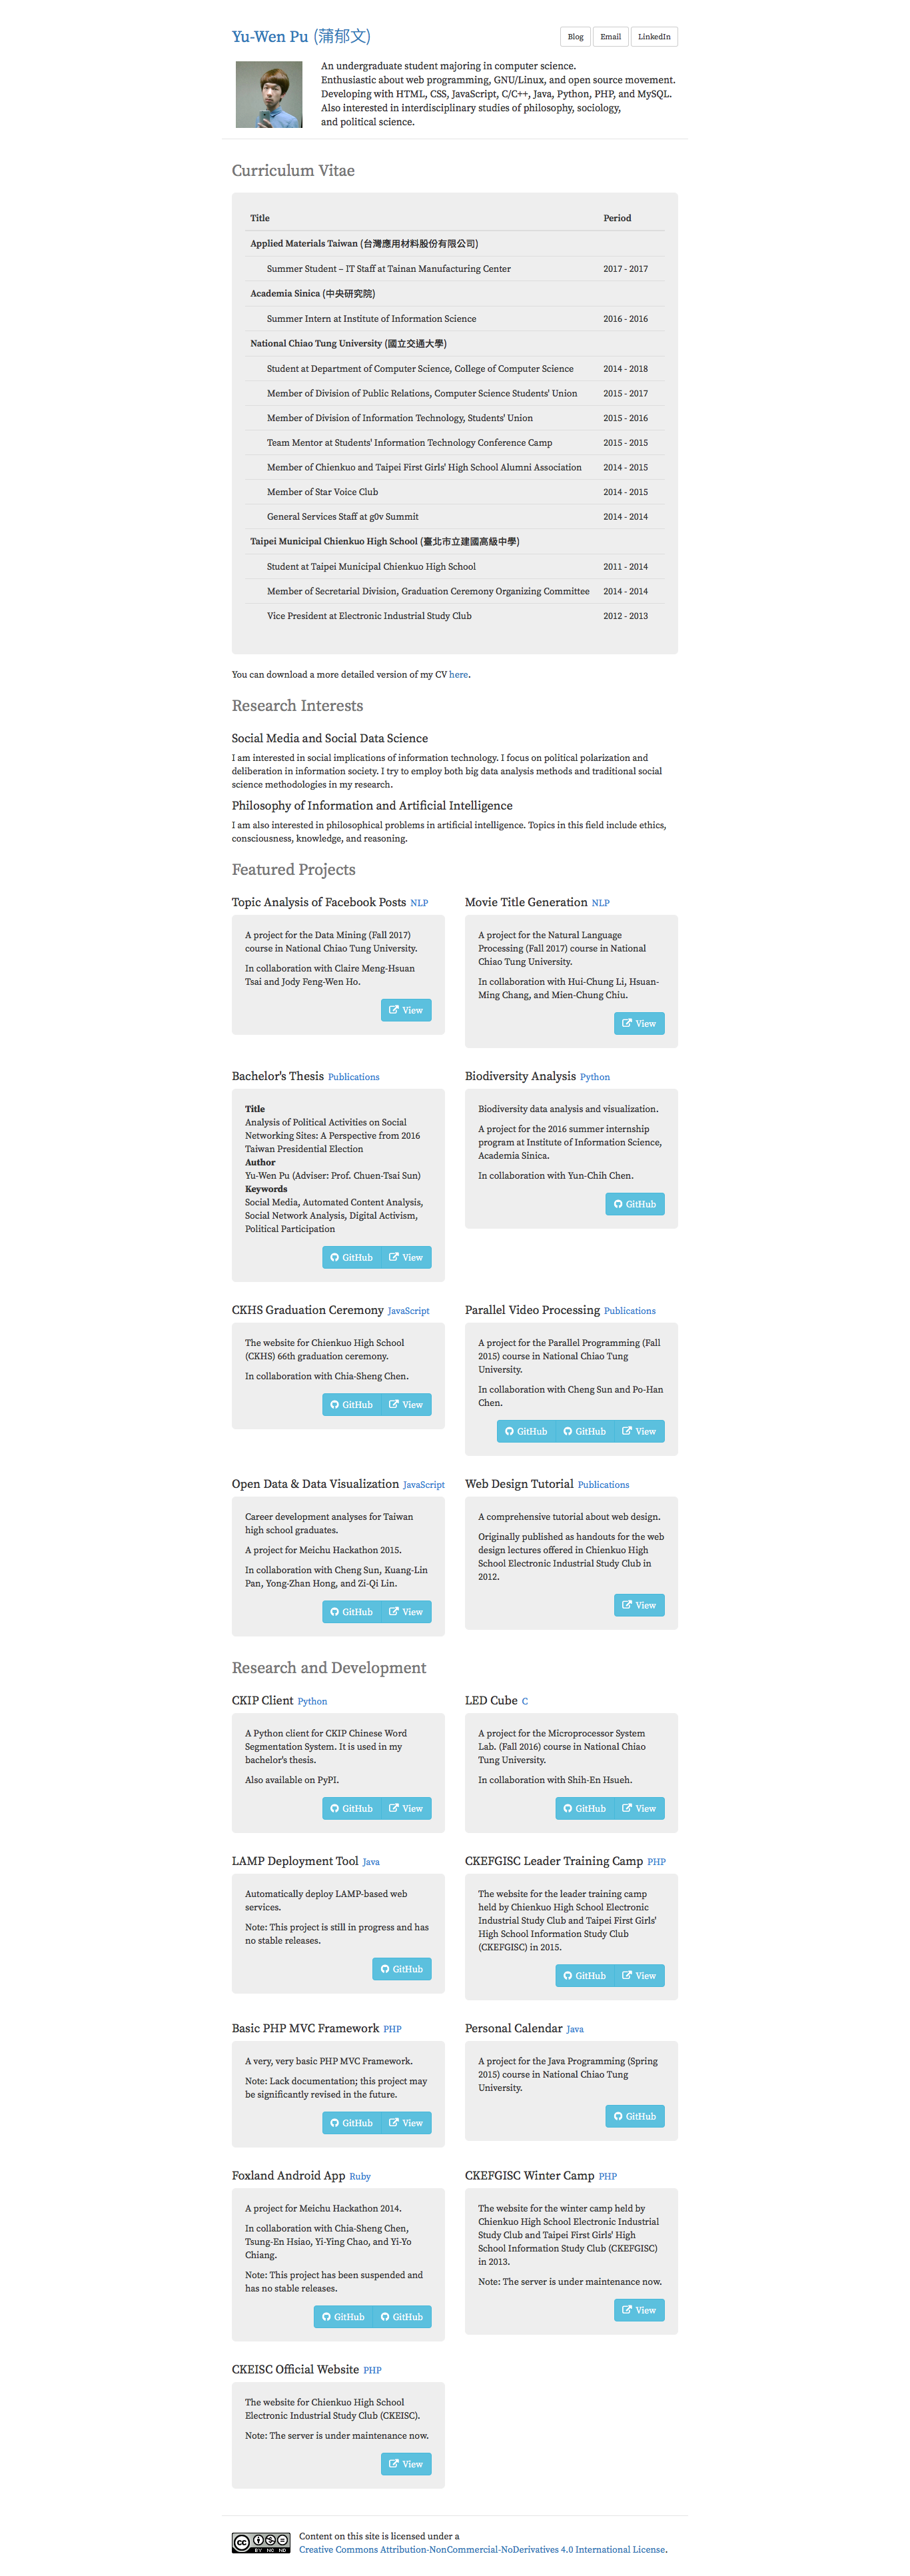 Yu-Wen Pu (蒲郁文)
Blog
Email
LinkedIn
An undergraduate student majoring in computer science.
Enthusiastic about web programming, GNU/Linux, and open source movement.
Developing with HTML, CSS, JavaScript, C/C++, Java, Python, PHP, and MySQL.
Also interested in interdisciplinary studies of philosophy, sociology,
and political science.
Curriculum Vitae
Title Period
Applied Materials Taiwan (台灣應用材料股份有限公司)
Summer Student – IT Staff at Tainan Manufacturing Center 2017 - 2017
Academia Sinica (中央研究院)
Summer Intern at Institute of Information Science 2016 - 2016
National Chiao Tung University (國立交通大學)
Student at Department of Computer Science, College of Computer Science 2014 - 2018
Member of Division of Public Relations, Computer Science Students' Union 2015 - 2017
Member of Division of Information Technology, Students' Union 2015 - 2016
Team Mentor at Students' Information Technology Conference Camp 2015 - 2015
Member of Chienkuo and Taipei First Girls' High School Alumni Association 2014 - 2015
Member of Star Voice Club 2014 - 2015
General Services Staff at g0v Summit 2014 - 2014
Taipei Municipal Chienkuo High School (臺北市立建國高級中學)
Student at Taipei Municipal Chienkuo High School 2011 - 2014
Member of Secretarial Division, Graduation Ceremony Organizing Committee 2014 - 2014
Vice President at Electronic Industrial Study Club 2012 - 2013
You can download a more detailed version of my CV here.
Research Interests
Social Media and Social Data Science
I am interested in social implications of information technology. I focus on political polarization and
deliberation in information society. I try to employ both big data analysis methods and traditional social
science methodologies in my research.
Philosophy of Information and Artificial Intelligence
I am also interested in philosophical problems in artificial intelligence. Topics in this field include ethics,
consciousness, knowledge, and reasoning.
Featured Projects
Topic Analysis of Facebook Posts NLP
A project for the Data Mining (Fall 2017)
course in National Chiao Tung University.
In collaboration with Claire Meng-Hsuan
Tsai and Jody Feng-Wen Ho.
View
Movie Title Generation NLP
A project for the Natural Language
Processing (Fall 2017) course in National
Chiao Tung University.
In collaboration with Hui-Chung Li, Hsuan-
Ming Chang, and Mien-Chung Chiu.
View
Bachelor's Thesis Publications
Title
Analysis of Political Activities on Social
Networking Sites: A Perspective from 2016
Taiwan Presidential Election
Author
Yu-Wen Pu (Adviser: Prof. Chuen-Tsai Sun)
Keywords
Social Media, Automated Content Analysis,
Social Network Analysis, Digital Activism,
Political Participation
GitHub View
Biodiversity Analysis Python
Biodiversity data analysis and visualization.
A project for the 2016 summer internship
program at Institute of Information Science,
Academia Sinica.
In collaboration with Yun-Chih Chen.
GitHub
CKHS Graduation Ceremony JavaScript
The website for Chienkuo High School
(CKHS) 66th graduation ceremony.
In collaboration with Chia-Sheng Chen.
GitHub View
Parallel Video Processing Publications
A project for the Parallel Programming (Fall
2015) course in National Chiao Tung
University.
In collaboration with Cheng Sun and Po-Han
Chen.
GitHub GitHub View
Open Data & Data Visualization JavaScript
Career development analyses for Taiwan
high school graduates.
A project for Meichu Hackathon 2015.
In collaboration with Cheng Sun, Kuang-Lin
Pan, Yong-Zhan Hong, and Zi-Qi Lin.
GitHub View
Web Design Tutorial Publications
A comprehensive tutorial about web design.
Originally published as handouts for the web
design lectures offered in Chienkuo High
School Electronic Industrial Study Club in
2012.
View
Research and Development
CKIP Client Python
A Python client for CKIP Chinese Word
Segmentation System. It is used in my
bachelor's thesis.
Also available on PyPI.
GitHub View
LED Cube C
A project for the Microprocessor System
Lab. (Fall 2016) course in National Chiao
Tung University.
In collaboration with Shih-En Hsueh.
GitHub View
LAMP Deployment Tool Java
Automatically deploy LAMP-based web
services.
Note: This project is still in progress and has
no stable releases.
GitHub
CKEFGISC Leader Training Camp PHP
The website for the leader training camp
held by Chienkuo High School Electronic
Industrial Study Club and Taipei First Girls'
High School Information Study Club
(CKEFGISC) in 2015.
GitHub View
Basic PHP MVC Framework PHP
A very, very basic PHP MVC Framework.
Note: Lack documentation; this project may
be significantly revised in the future.
GitHub View
Personal Calendar Java
A project for the Java Programming (Spring
2015) course in National Chiao Tung
University.
GitHub
Foxland Android App Ruby
A project for Meichu Hackathon 2014.
In collaboration with Chia-Sheng Chen,
Tsung-En Hsiao, Yi-Ying Chao, and Yi-Yo
Chiang.
Note: This project has been suspended and
has no stable releases.
GitHub GitHub
CKEFGISC Winter Camp PHP
The website for the winter camp held by
Chienkuo High School Electronic Industrial
Study Club and Taipei First Girls' High
School Information Study Club (CKEFGISC)
in 2013.
Note: The server is under maintenance now.
View
CKEISC Official Website PHP
The website for Chienkuo High School
Electronic Industrial Study Club (CKEISC).
Note: The server is under maintenance now.
View
CC BY NC ND
Content on this site is licensed under a
Creative Commons Attribution-NonCommercial-NoDerivatives 4.0 International License.